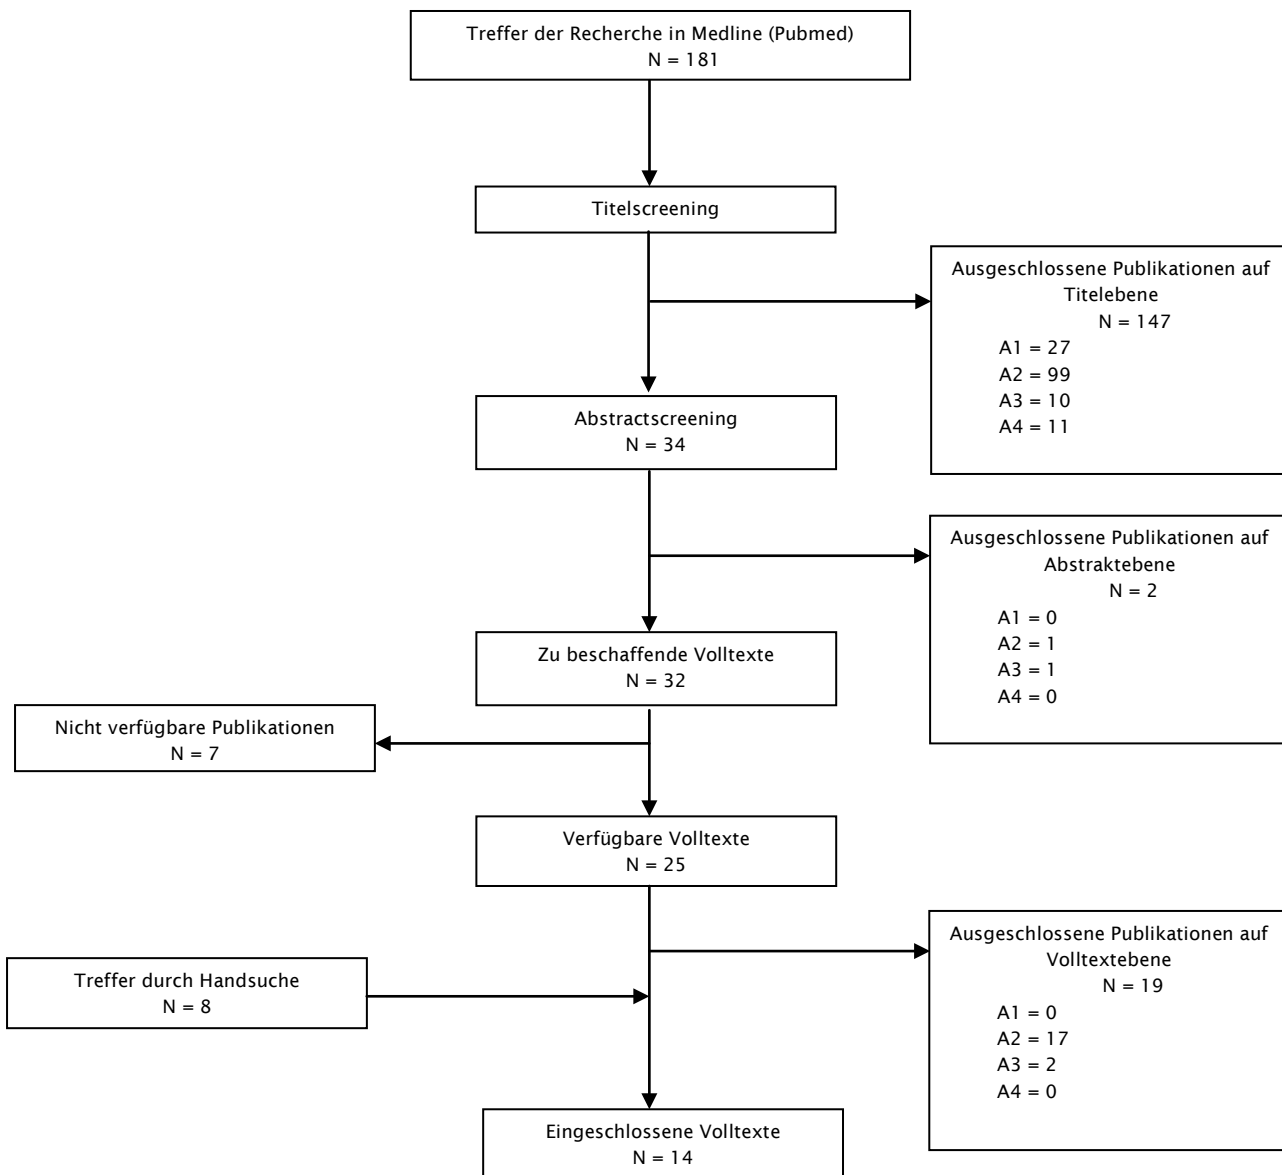 Treffer der Recherche in Medline (Pubmed)
N = 181
Titelscreening
Ausgeschlossene Publikationen auf
Titelebene
N = 147
A1 = 27
A2 = 99
A3 = 10
A4 = 11
Abstractscreening
N = 34
Ausgeschlossene Publikationen auf
Abstraktebene
N = 2
A1 = 0
A2 = 1
A3 = 1
A4 = 0
Zu beschaffende Volltexte
N = 32
Nicht verfügbare Publikationen
N = 7
Verfügbare Volltexte
N = 25
Ausgeschlossene Publikationen auf
Volltextebene
N = 19
A1 = 0
A2 = 17
A3 = 2
A4 = 0
Treffer durch Handsuche
N = 8
Eingeschlossene Volltexte
N = 14